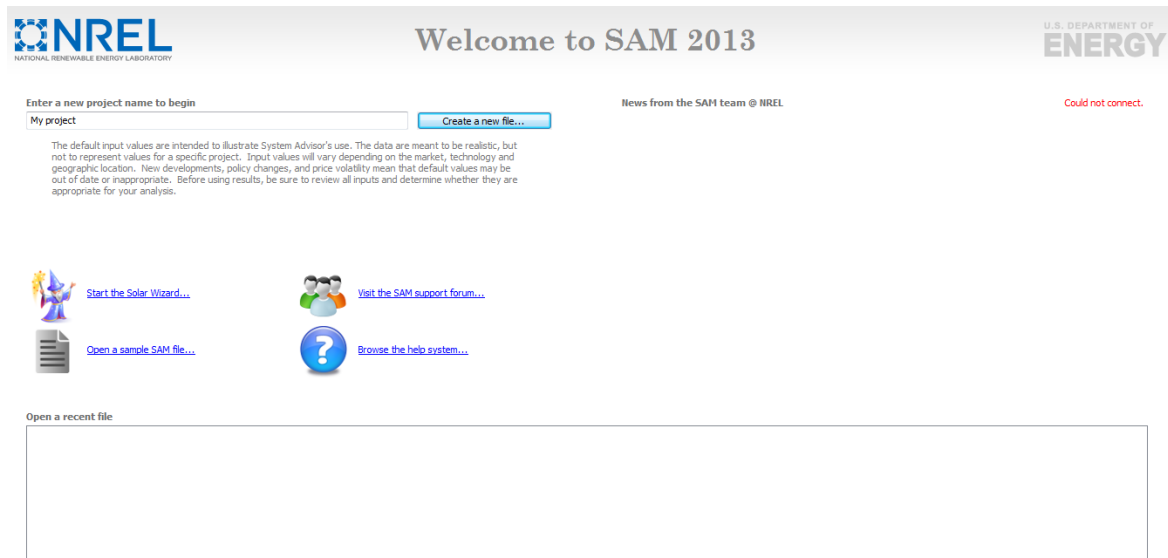 NREL
NATIONAL RENEWABLE ENERGY LABORATORY
Welcome to SAM 2013
U.S. DEPARTMENT OF
ENERGY
Enter a new project name to begin
My project
Create a new file...
The default input values are intended to illustrate System Advisor's use. The data are meant to be realistic, but
not to represent values for a specific project. Input values will vary depending on the market, technology and
geographic location. New developments, policy changes, and price volatility mean that default values may be
out of date or inappropriate. Before using results, be sure to review all inputs and determine whether they are
appropriate for your analysis.
News from the SAM team @ NREL
Could not connect.
Start the Solar Wizard...
Visit the SAM support forum...
Open a sample SAM file...
?
Browse the help system...
Open a recent file